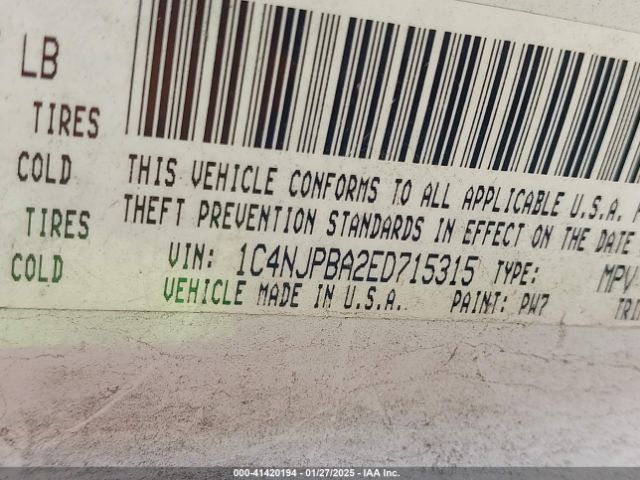 LB
TIRES
COLD
TIRES
COLD
THIS VEHICLE CONFORMS TO ALL APPLICABLE U.S.A.
THEFT PREVENTION STANDARDS IN EFFECT ON THE DATE
VIN: 1C4NJPBA2ED715315 TYPE: MPV
VEHICLE MADE IN U.S.A. PAINT: PW7
000-41420194 - 01/27/2025 - IAA Inc.